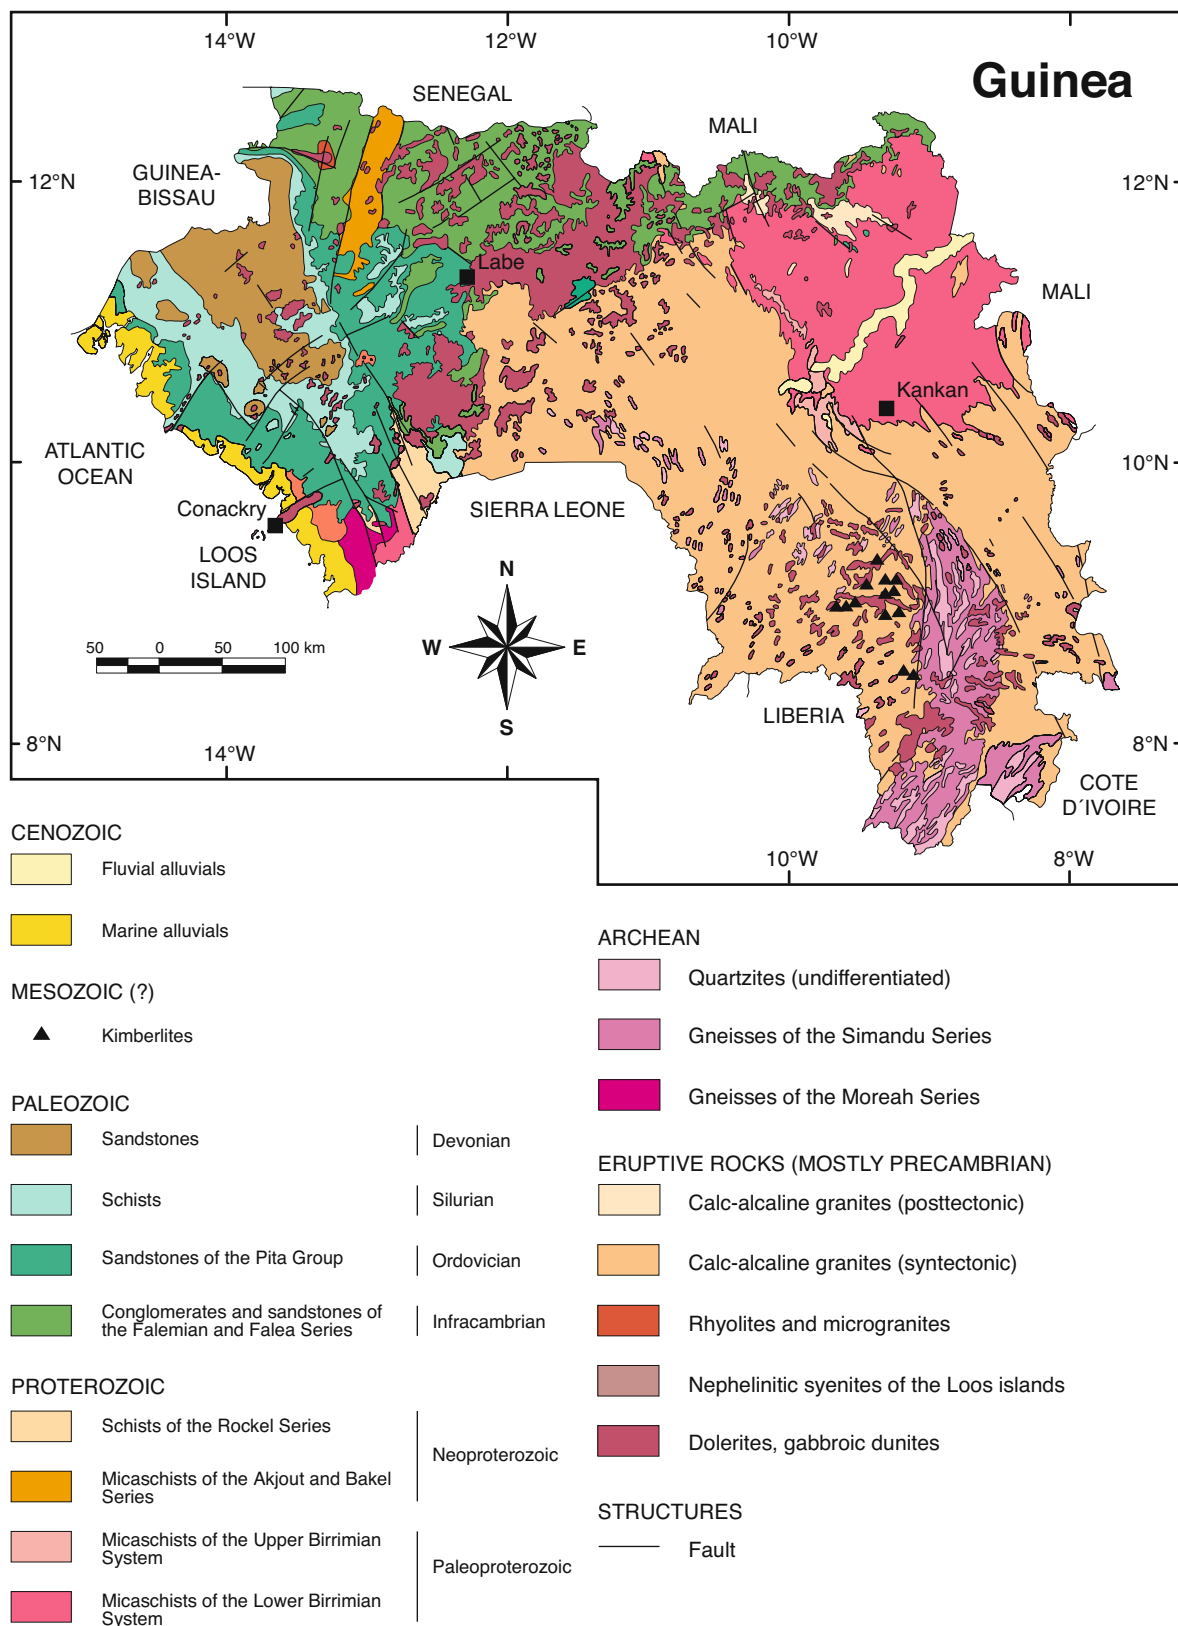 14°W
12°W
10°W
Guinea
SENEGAL
MALI
GUINEA-
BISSAU
12°N
12°N
Labe
MALI
Kankan
ATLANTIC
OCEAN
10°N
10°N
Conackry
SIERRA LEONE
LOOS
ISLAND
N
W
E
S
50
0
50
100 km
LIBERIA
8°N
14°W
8°N
COTE
D´IVOIRE
10°W
8°W
CENOZOIC
Fluvial alluvials
Marine alluvials
MESOZOIC (?)
Kimberlites
PALEOZOIC
Sandstones
Devonian
Schists
Silurian
Sandstones of the Pita Group
Ordovician
Conglomerates and sandstones of
the Falemian and Falea Series
Infracambrian
PROTEROZOIC
Schists of the Rockel Series
Neoproterozoic
Micaschists of the Akjout and Bakel
Series
Micaschists of the Upper Birrimian
System
Paleoproterozoic
Micaschists of the Lower Birrimian
System
ARCHEAN
Quartzites (undifferentiated)
Gneisses of the Simandu Series
Gneisses of the Moreah Series
ERUPTIVE ROCKS (MOSTLY PRECAMBRIAN)
Calc-alcaline granites (posttectonic)
Calc-alcaline granites (syntectonic)
Rhyolites and microgranites
Nephelinitic syenites of the Loos islands
Dolerites, gabbroic dunites
STRUCTURES
Fault